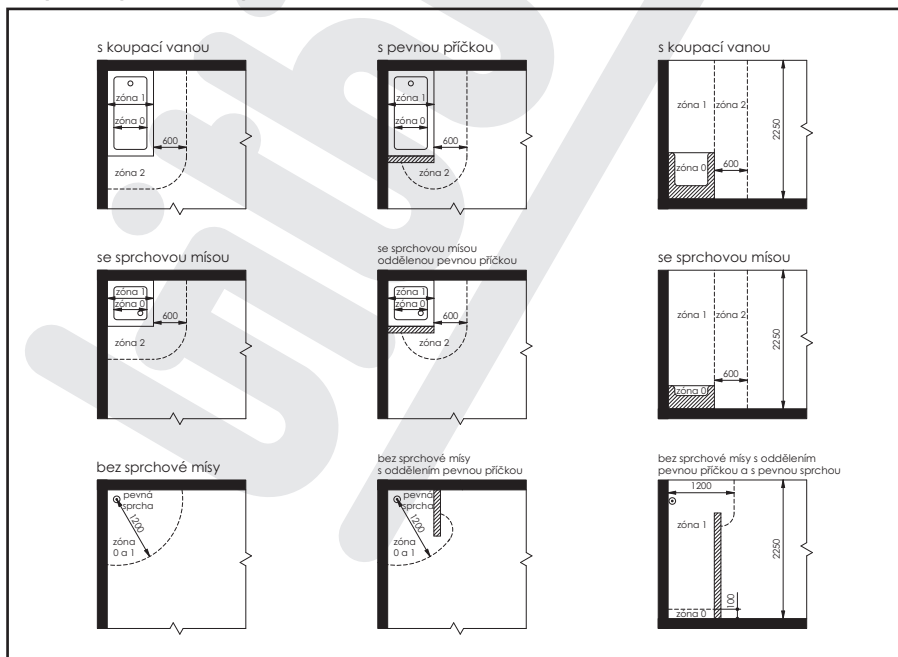 s koupací vanou
zóna 1
zóna 0
600
zóna 2
s pevnou příčkou
zóna 1
zóna 0
600
zóna 2
s koupací vanou
zóna 1
zóna 2
2250
zóna 0
600
se sprchovou mísou
zóna 1
zóna 0
600
zóna 2
se sprchovou mísou
oddělenou pevnou příčkou
zóna 1
zóna 0
600
zóna 2
se sprchovou mísou
zóna 1
zóna 2
2250
600
zóna 0
bez sprchové mísy
pevná
sprcha
1200
zóna
0 a 1
bez sprchové mísy
s oddělením pevnou příčkou
pevná
sprcha
1200
zóna
0 a 1
bez sprchové mísy s oddělením
pevnou příčkou a s pevnou sprchou
1200
zóna 1
2250
100
zóna 0